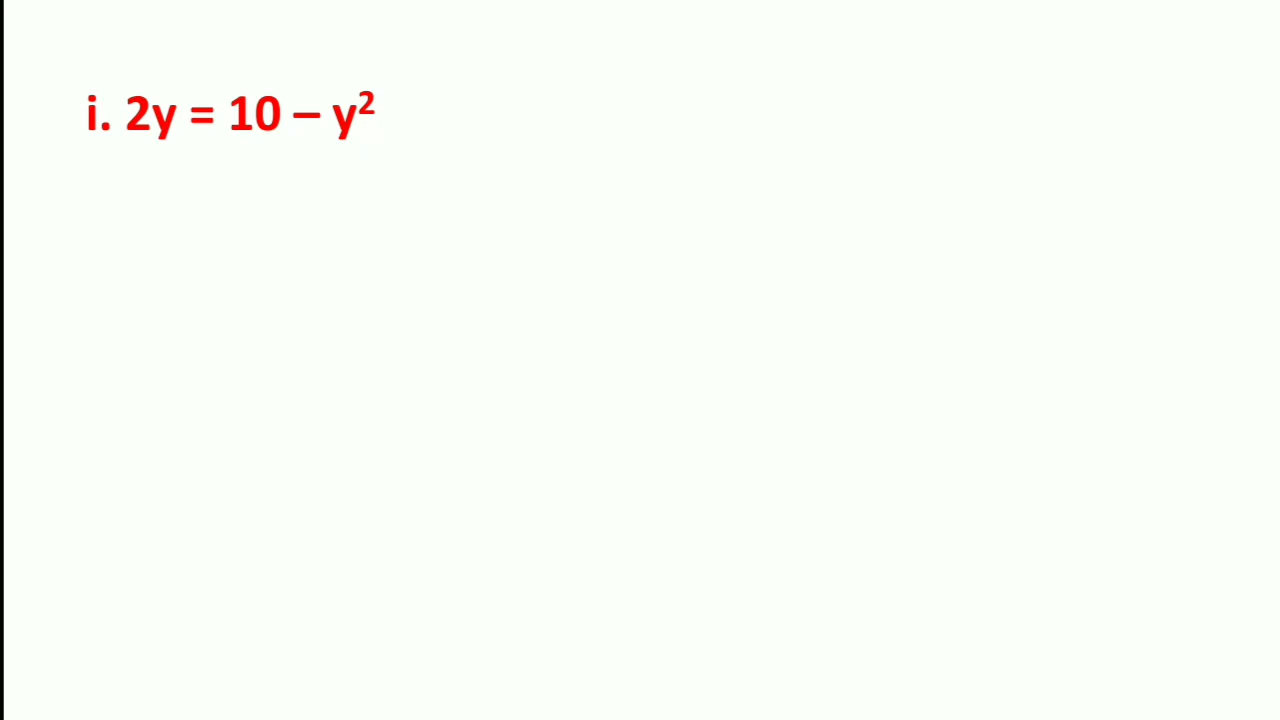 i. 2y = 10 – y²